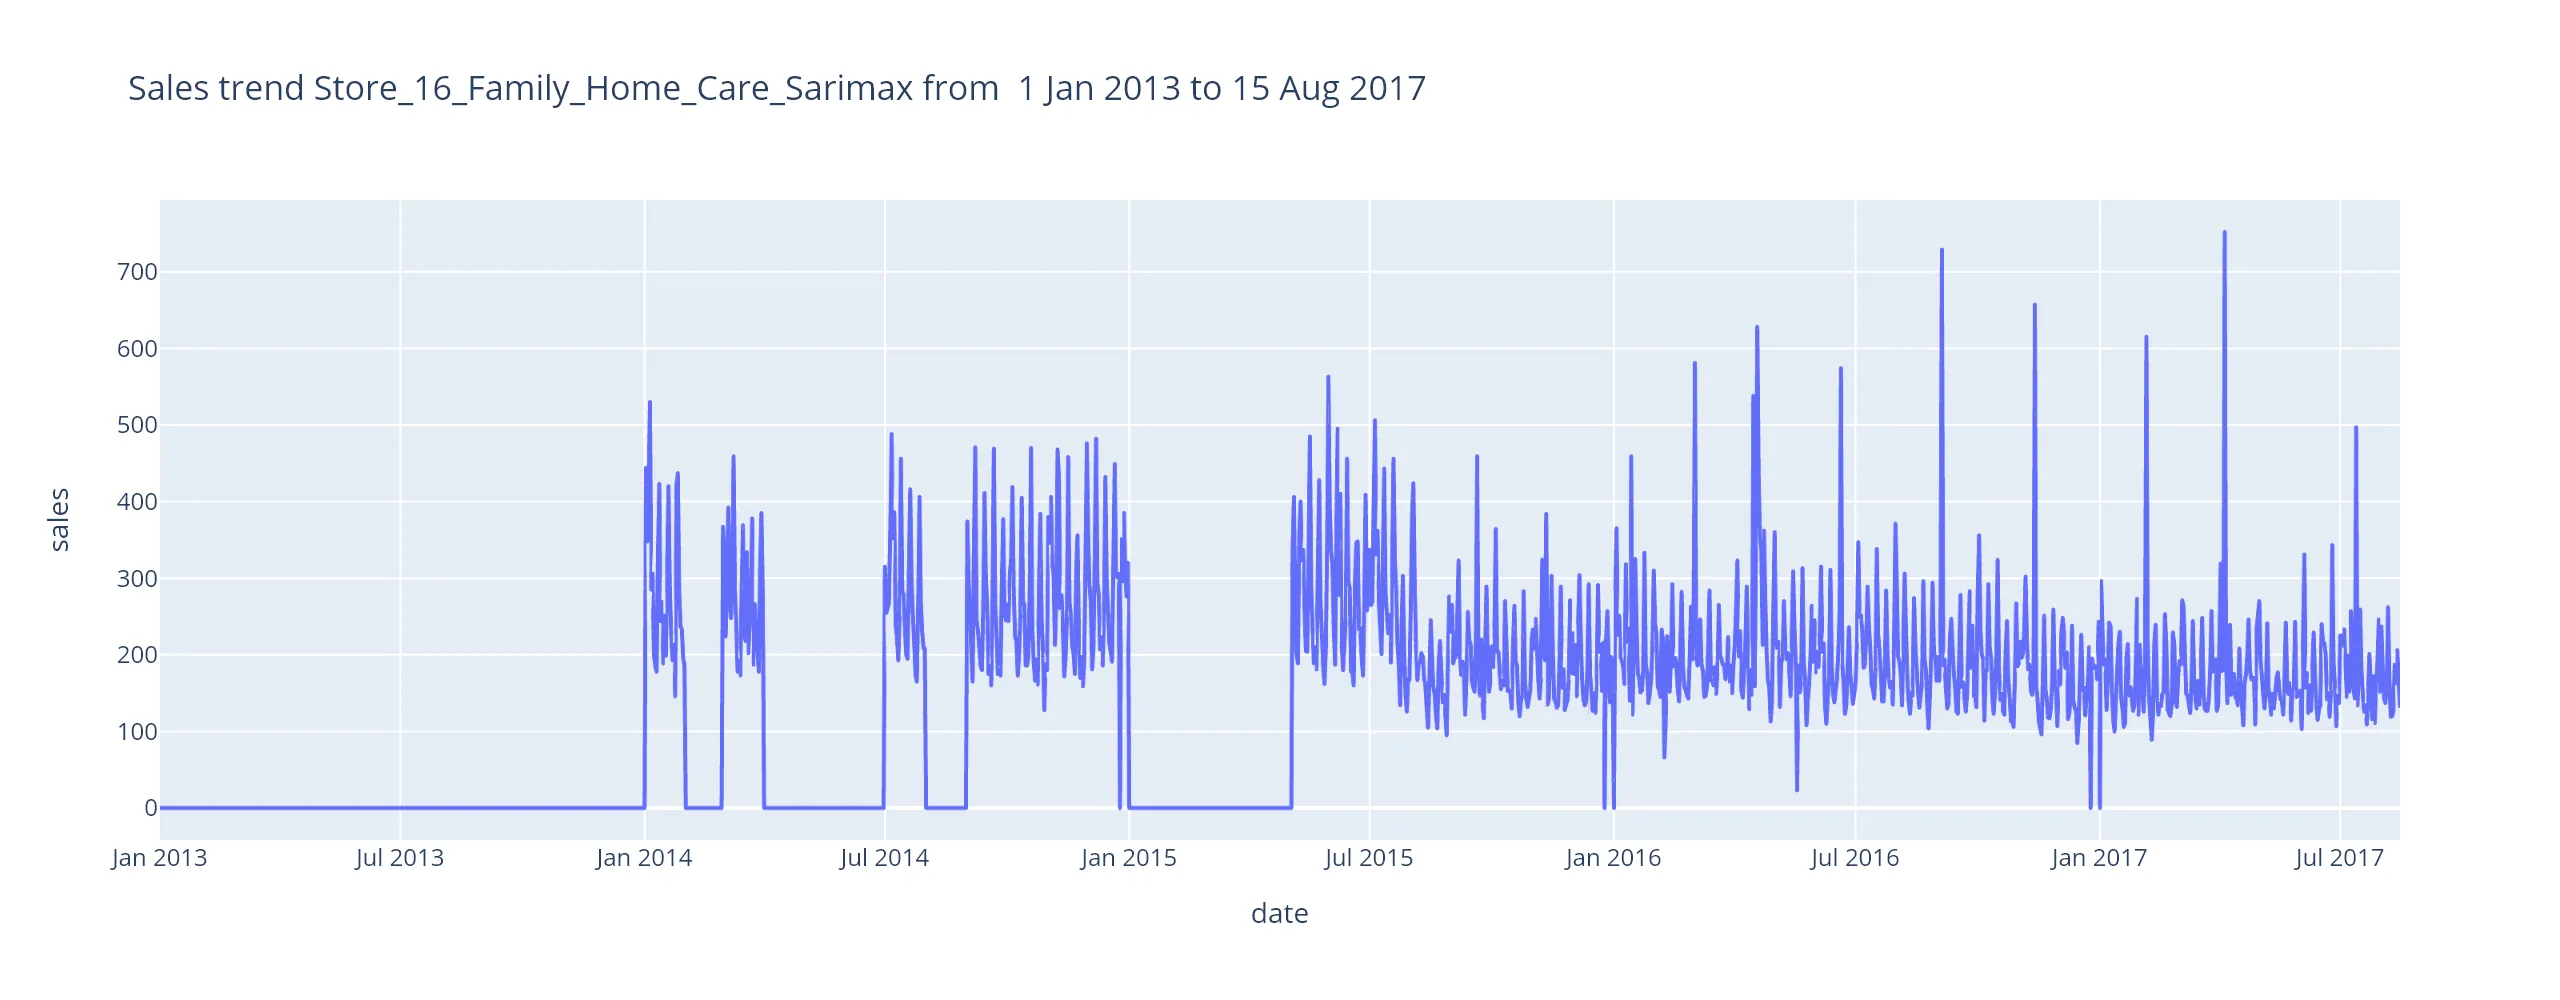 Sales trend Store_16_Family_Home_Care_Sarimax from  1 Jan 2013 to 15 Aug 2017
700
600
500
400
300
200
100
0
sales
Jan 2013 Jul 2013 Jan 2014 Jul 2014 Jan 2015 Jul 2015 Jan 2016 Jul 2016 Jan 2017 Jul 2017
date